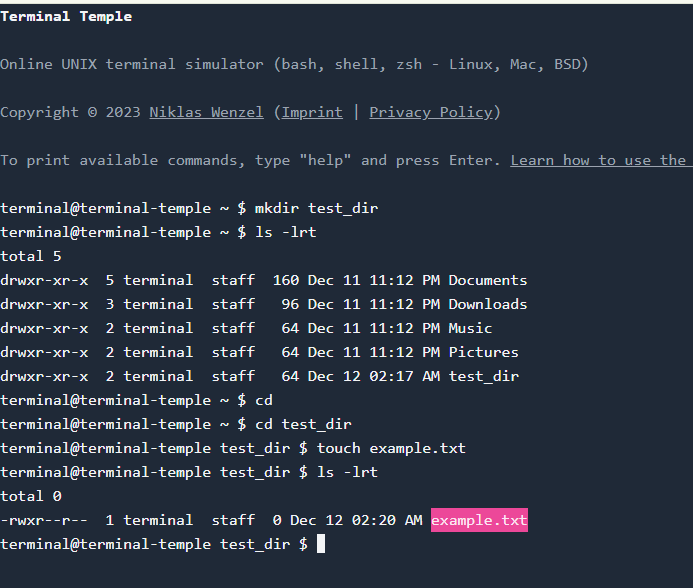 Terminal Temple
Online UNIX terminal simulator (bash, shell, zsh - Linux, Mac, BSD)
Copyright © 2023 Niklas Wenzel (Imprint | Privacy Policy)
To print available commands, type "help" and press Enter. Learn how to use the
terminal@terminal-temple ~ $ mkdir test_dir
terminal@terminal-temple ~ $ ls -lrt
total 5
drwxr-xr-x  5 terminal  staff  160 Dec 11 11:12 PM Documents
drwxr-xr-x  3 terminal  staff   96 Dec 11 11:12 PM Downloads
drwxr-xr-x  2 terminal  staff   64 Dec 11 11:12 PM Music
drwxr-xr-x  2 terminal  staff   64 Dec 11 11:12 PM Pictures
drwxr-xr-x  2 terminal  staff   64 Dec 12 02:17 AM test_dir
terminal@terminal-temple ~ $ cd
terminal@terminal-temple ~ $ cd test_dir
terminal@terminal-temple test_dir $ touch example.txt
terminal@terminal-temple test_dir $ ls -lrt
total 0
-rwxr--r--  1 terminal  staff  0 Dec 12 02:20 AM example.txt
terminal@terminal-temple test_dir $